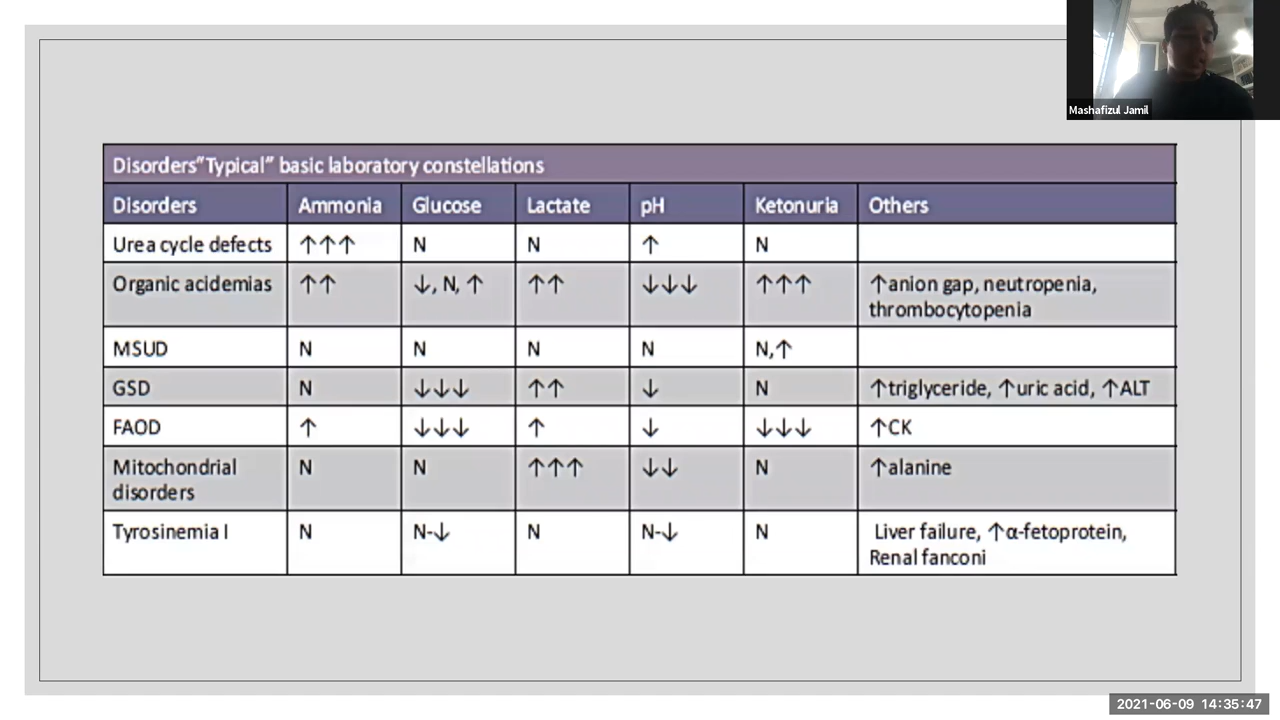 Mashafizul Jamil
Disorders"Typical" basic laboratory constellations
Disorders Ammonia Glucose Lactate pH Ketonuria Others
Urea cycle defects ↑↑↑ N N ↑ N
Organic acidemias ↑↑ ↓, N, ↑ ↑↑ ↓↓↓ ↑↑↑ ↑anion gap, neutropenia,
thrombocytopenia
MSUD N N N N N,↑
GSD N ↓↓↓ ↑↑ ↓ N ↑triglyceride, ↑uric acid, ↑ALT
FAOD ↑ ↓↓↓ ↑ ↓ ↓↓↓ ↑CK
Mitochondrial N N ↑↑↑ ↓↓ N ↑alanine
disorders
Tyrosinemia I N N-↓ N N-↓ N Liver failure, ↑α-fetoprotein,
Renal fanconi
2021-06-09 14:35:47